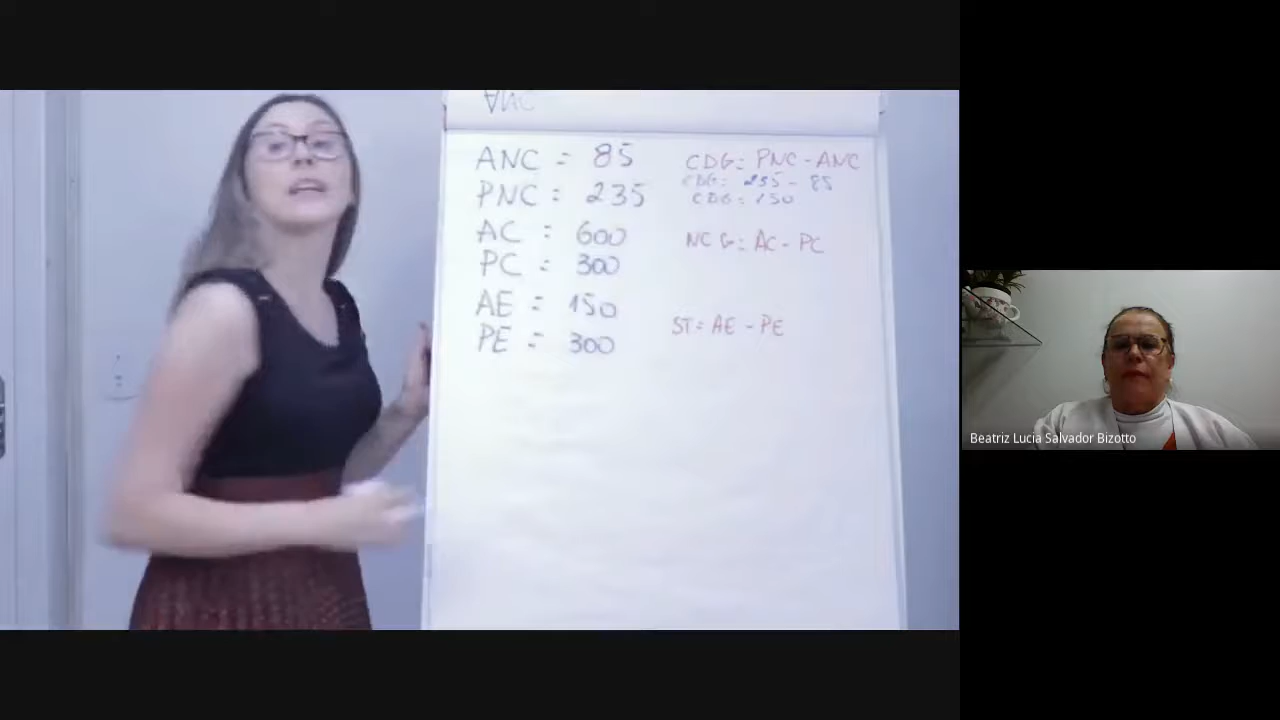 ANC
ANC = 85
PNC = 235
AC = 600
PC = 300
AE = 150
PE = 300
CDG = PNC - ANC
CDG = 235 - 85
CDG = 150
NCG = AC - PC
ST = AE - PE
Beatriz Lucia Salvador Bizotto